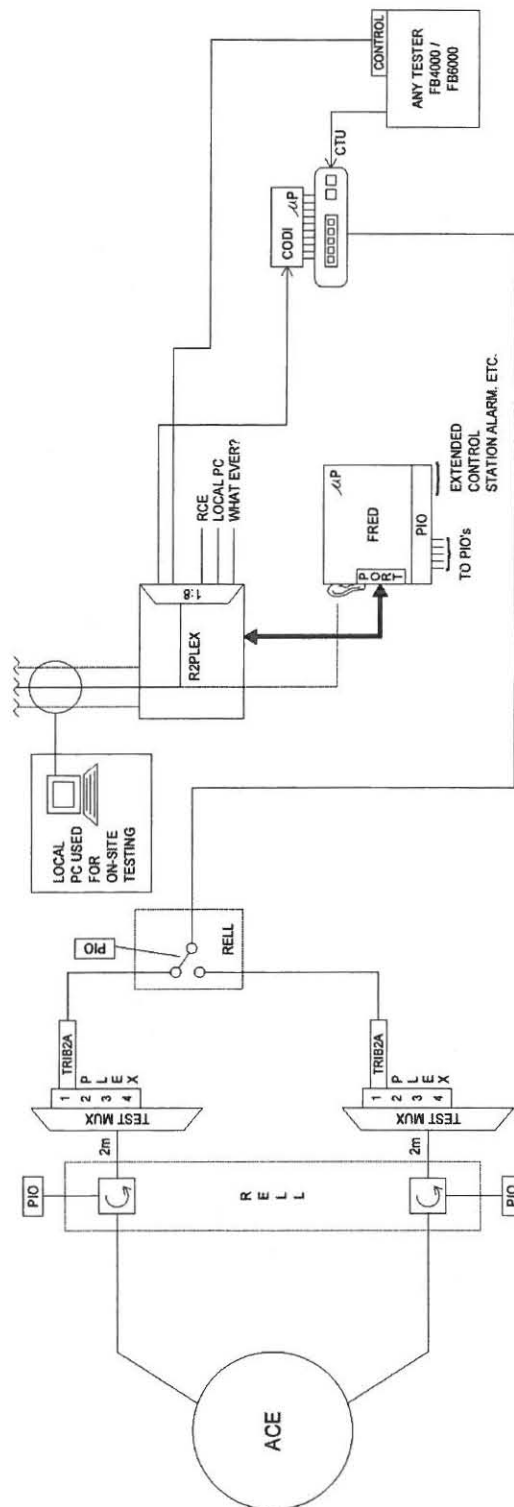 ACE
PIO
R E L L
PIO
2m
TEST MUX
1 2 3 4
P L E X
TRIB2A
2m
TEST MUX
1 2 3 4
P L E X
TRIB2A
PIO
RELL
LOCAL
PC USED
FOR
ON-SITE
TESTING
R2PLEX
1:8
RCE
LOCAL PC
WHAT EVER?
µP
FRED
PORT
PIO
TO PIO's
EXTENDED
CONTROL
STATION ALARM. ETC.
CODI
µP
CTU
CONTROL
ANY TESTER
FB4000 /
FB6000